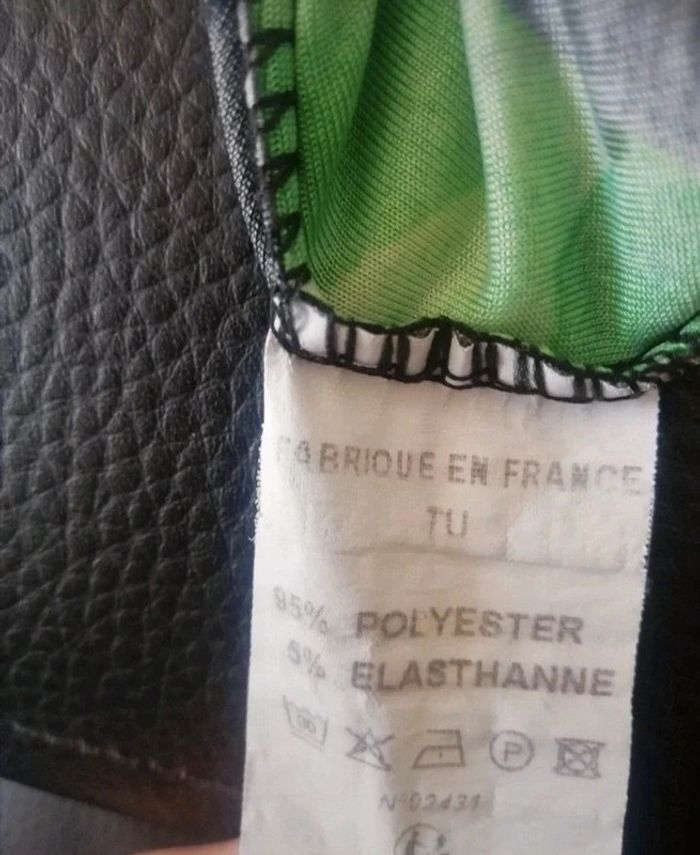 FABRIQUE EN FRANCE
TU
95% POLYESTER
5% ELASTHANNE
P
N°02431